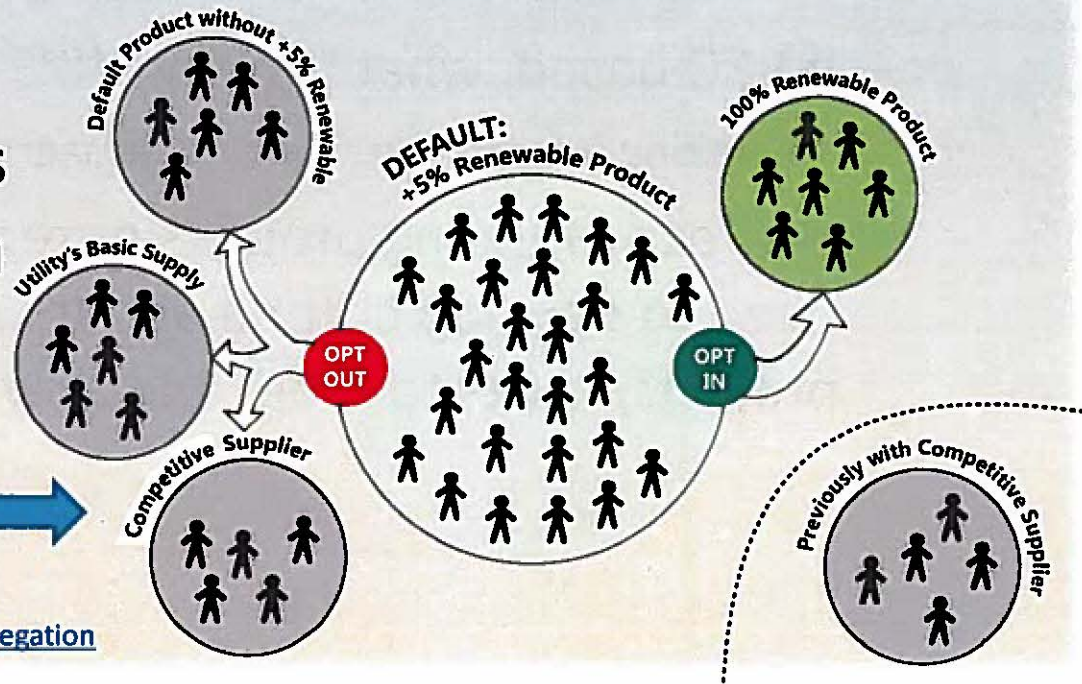 Default Product without +5% Renewable
Utility's Basic Supply
Competitive Supplier
OPT
OUT
DEFAULT:
+5% Renewable Product
OPT
IN
100% Renewable Product
Previously with Competitive Supplier